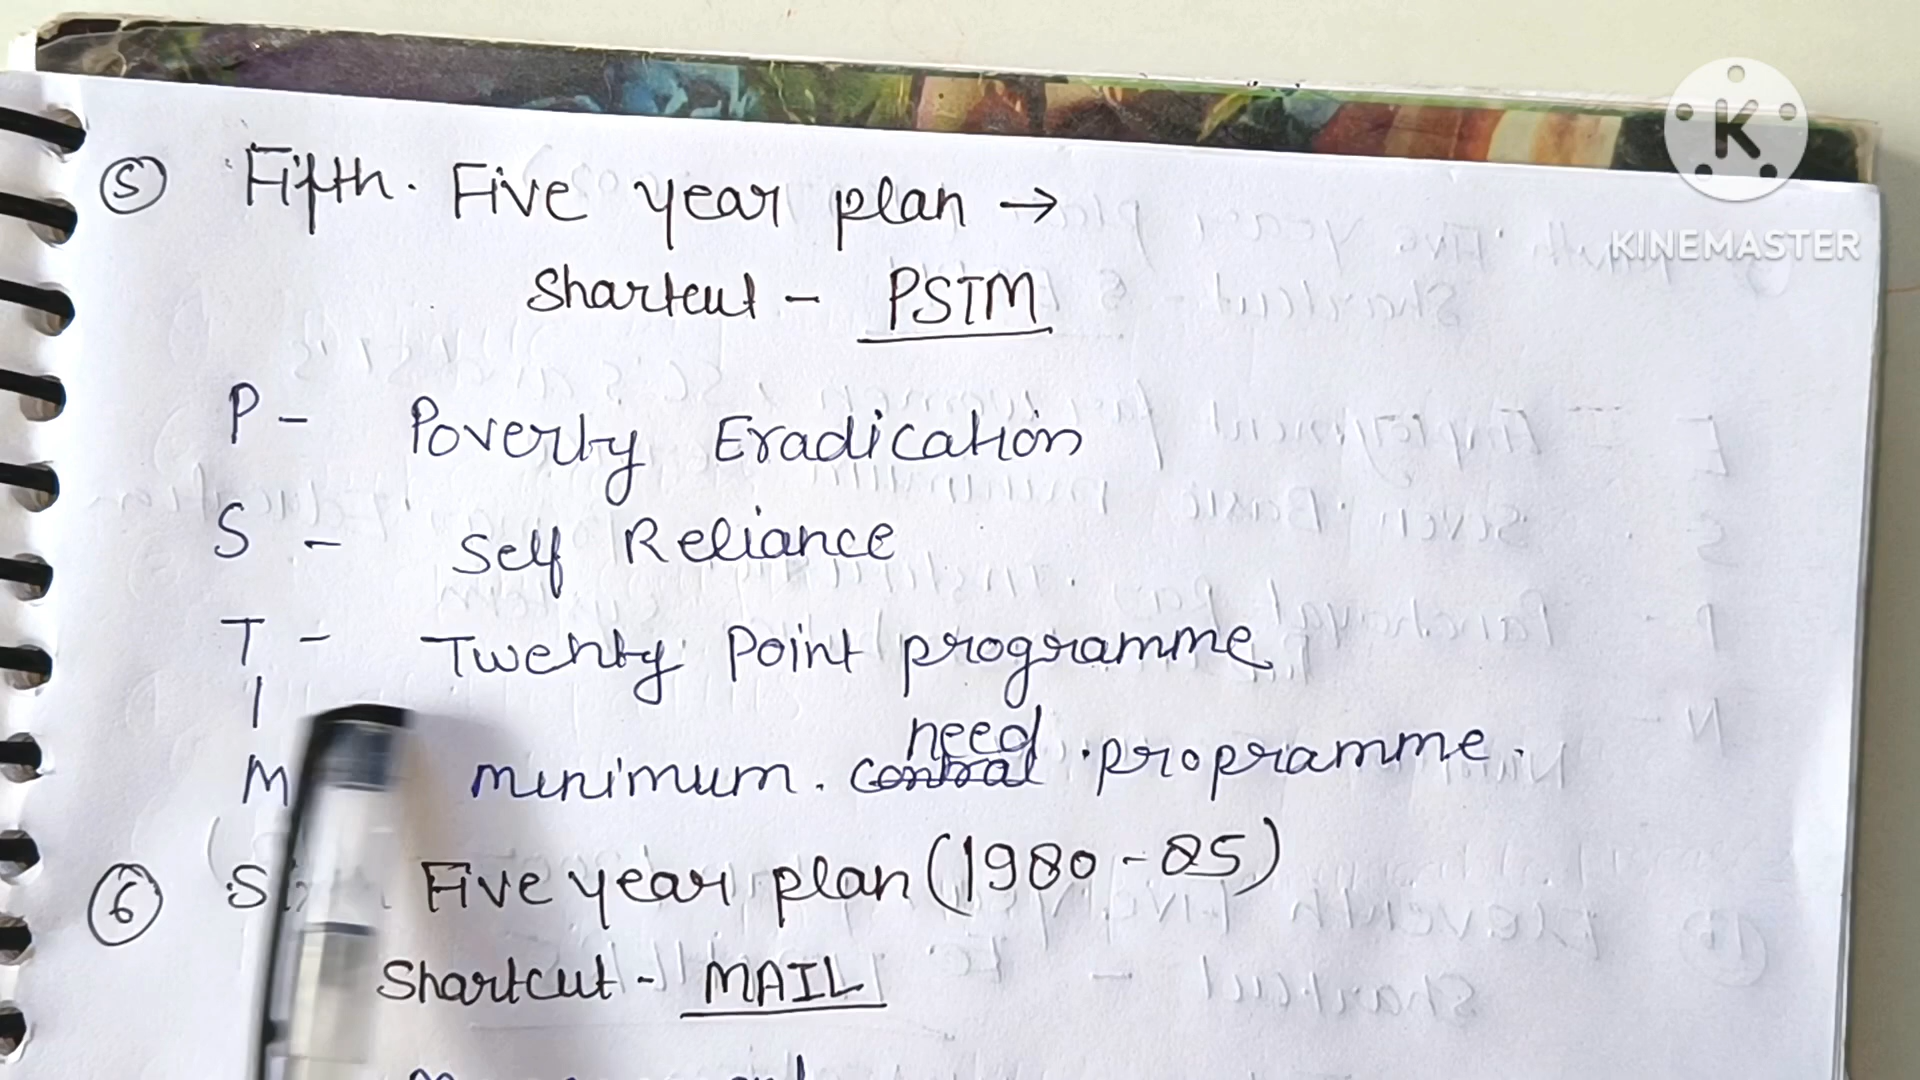 ⑤ Fifth. Five year plan →
Shartcut - PSTM
P - Poverty Eradication
S - Self Reliance
T - Twenty Point programme
|
M minimum. need proprramme.
⑥ Five year plan (1980-85)
Shartcut - MAIL
K
KINEMASTER